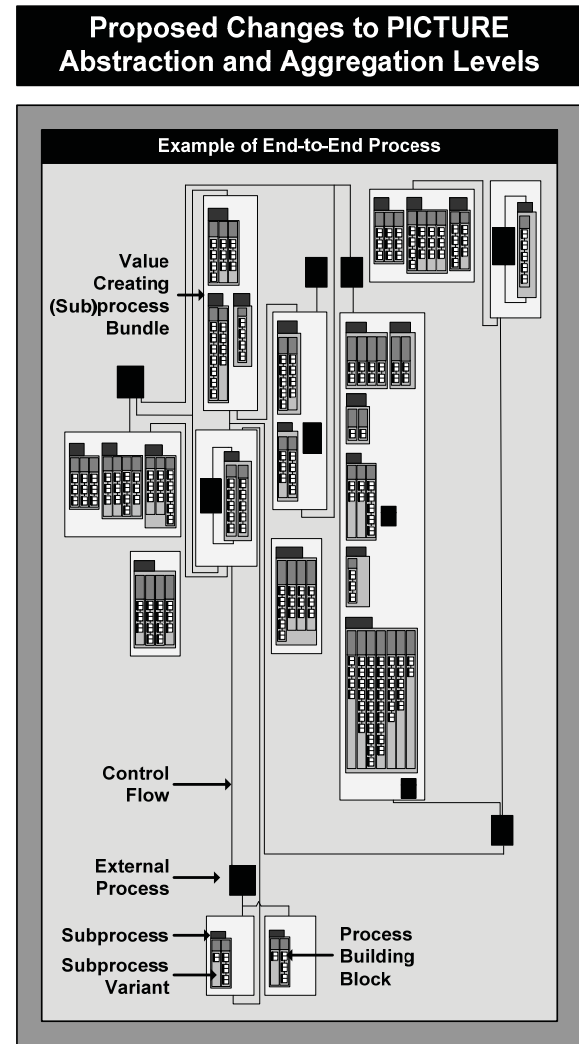 Proposed Changes to PICTURE
Abstraction and Aggregation Levels
Example of End-to-End Process
Value
Creating
(Sub)process
Bundle
Control
Flow
External
Process
Subprocess
Subprocess
Variant
Process
Building
Block